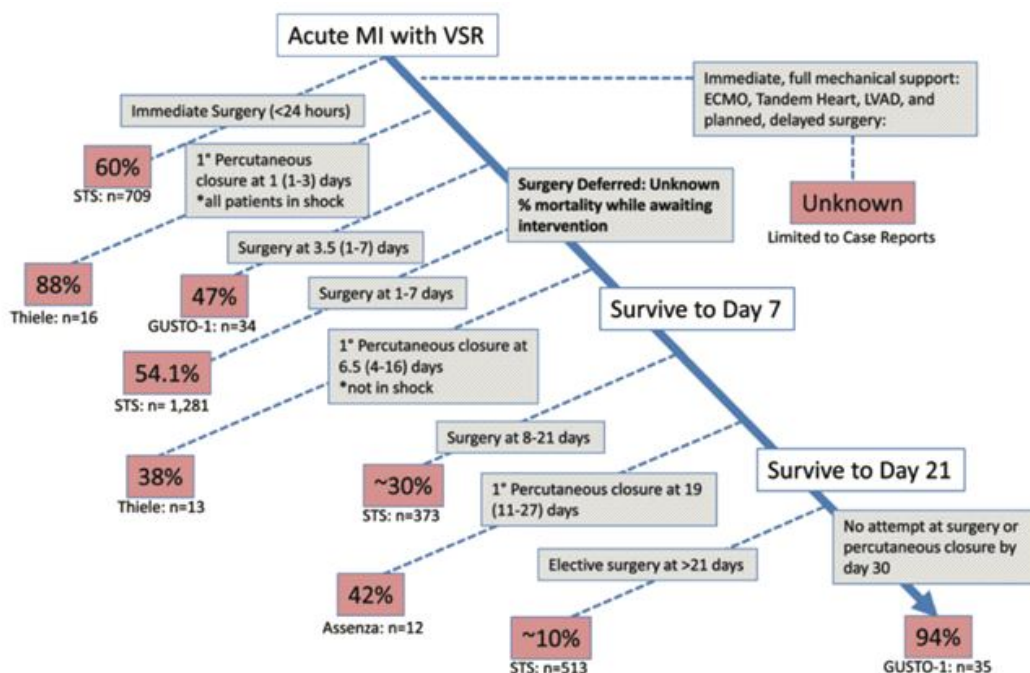 Acute MI with VSR
Immediate, full mechanical support:
ECMO, Tandem Heart, LVAD, and
planned, delayed surgery:
Unknown
Limited to Case Reports
Immediate Surgery (<24 hours)
60%
STS: n=709
1° Percutaneous
closure at 1 (1-3) days
*all patients in shock
88%
Thiele: n=16
Surgery at 3.5 (1-7) days
47%
GUSTO-1: n=34
Surgery Deferred: Unknown
% mortality while awaiting
intervention
Surgery at 1-7 days
54.1%
STS: n= 1,281
Survive to Day 7
1° Percutaneous closure at
6.5 (4-16) days
*not in shock
38%
Thiele: n=13
Surgery at 8-21 days
~30%
STS: n=373
Survive to Day 21
1° Percutaneous closure at 19
(11-27) days
42%
Assenza: n=12
Elective surgery at >21 days
~10%
STS: n=513
No attempt at surgery or
percutaneous closure by
day 30
94%
GUSTO-1: n=35